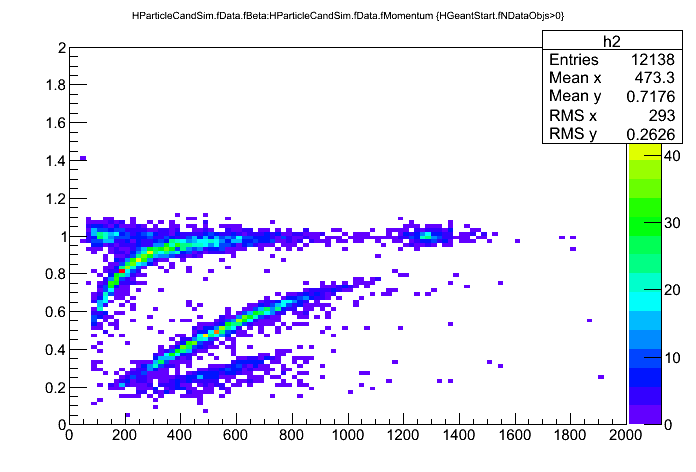 HParticleCandSim.fData.fBeta:HParticleCandSim.fData.fMomentum {HGeantStart.fNDataObjs>0}
h2
Entries 12138
Mean x 473.3
Mean y 0.7176
RMS x 293
RMS y 0.2626
2
1.8
1.6
1.4
1.2
1
0.8
0.6
0.4
0.2
0
40
30
20
10
0
0 200 400 600 800 1000 1200 1400 1600 1800 2000